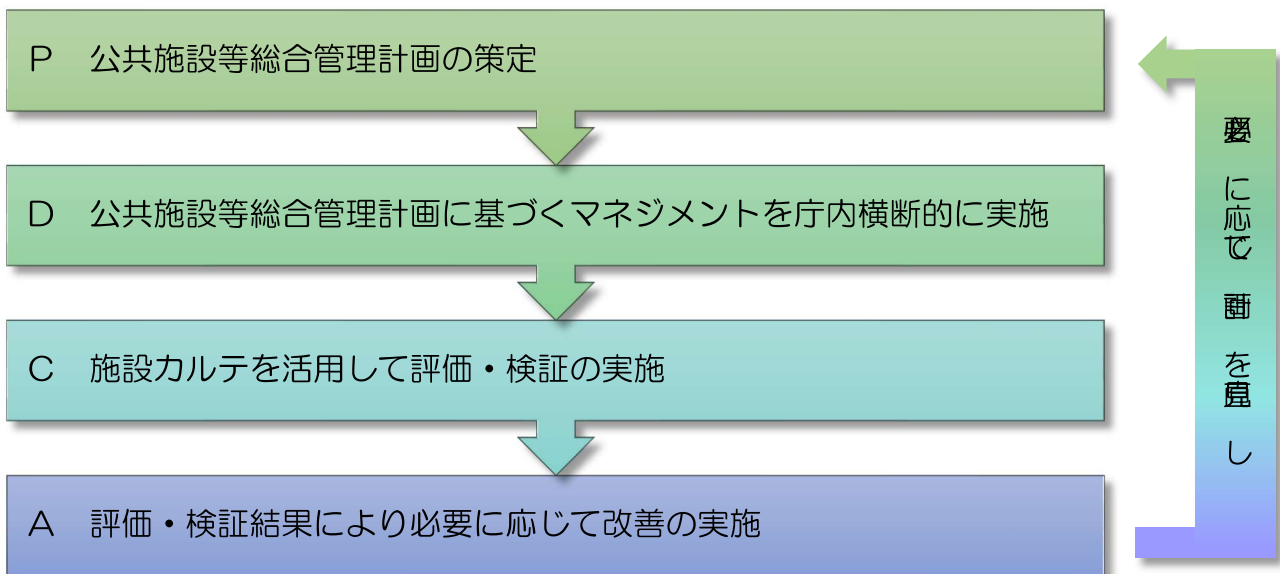 P 公共施設等総合管理計画の策定
D 公共施設等総合管理計画に基づくマネジメントを庁内横断的に実施
C 施設カルテを活用して評価・検証の実施
A 評価・検証結果により必要に応じて改善の実施
必要に応じて計画を見直し